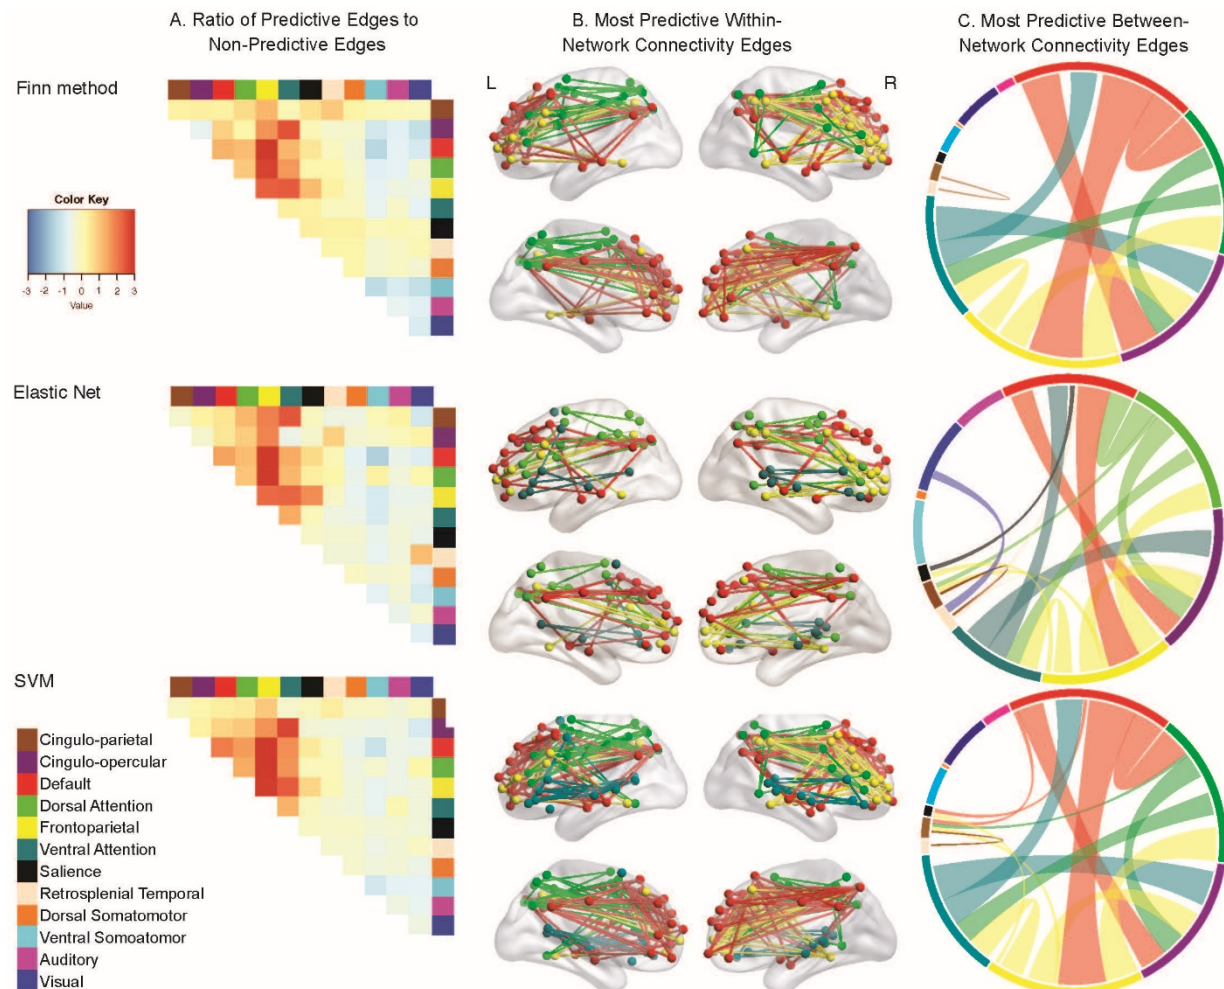 A. Ratio of Predictive Edges to
Non-Predictive Edges
B. Most Predictive Within-
Network Connectivity Edges
C. Most Predictive Between-
Network Connectivity Edges
Finn method
L
R
Color Key
-3 -2 -1 0 1 2 3
Value
Elastic Net
SVM
Cingulo-parietal
Cingulo-opercular
Default
Dorsal Attention
Frontoparietal
Ventral Attention
Salience
Retrosplenial Temporal
Dorsal Somatomotor
Ventral Somoatomor
Auditory
Visual